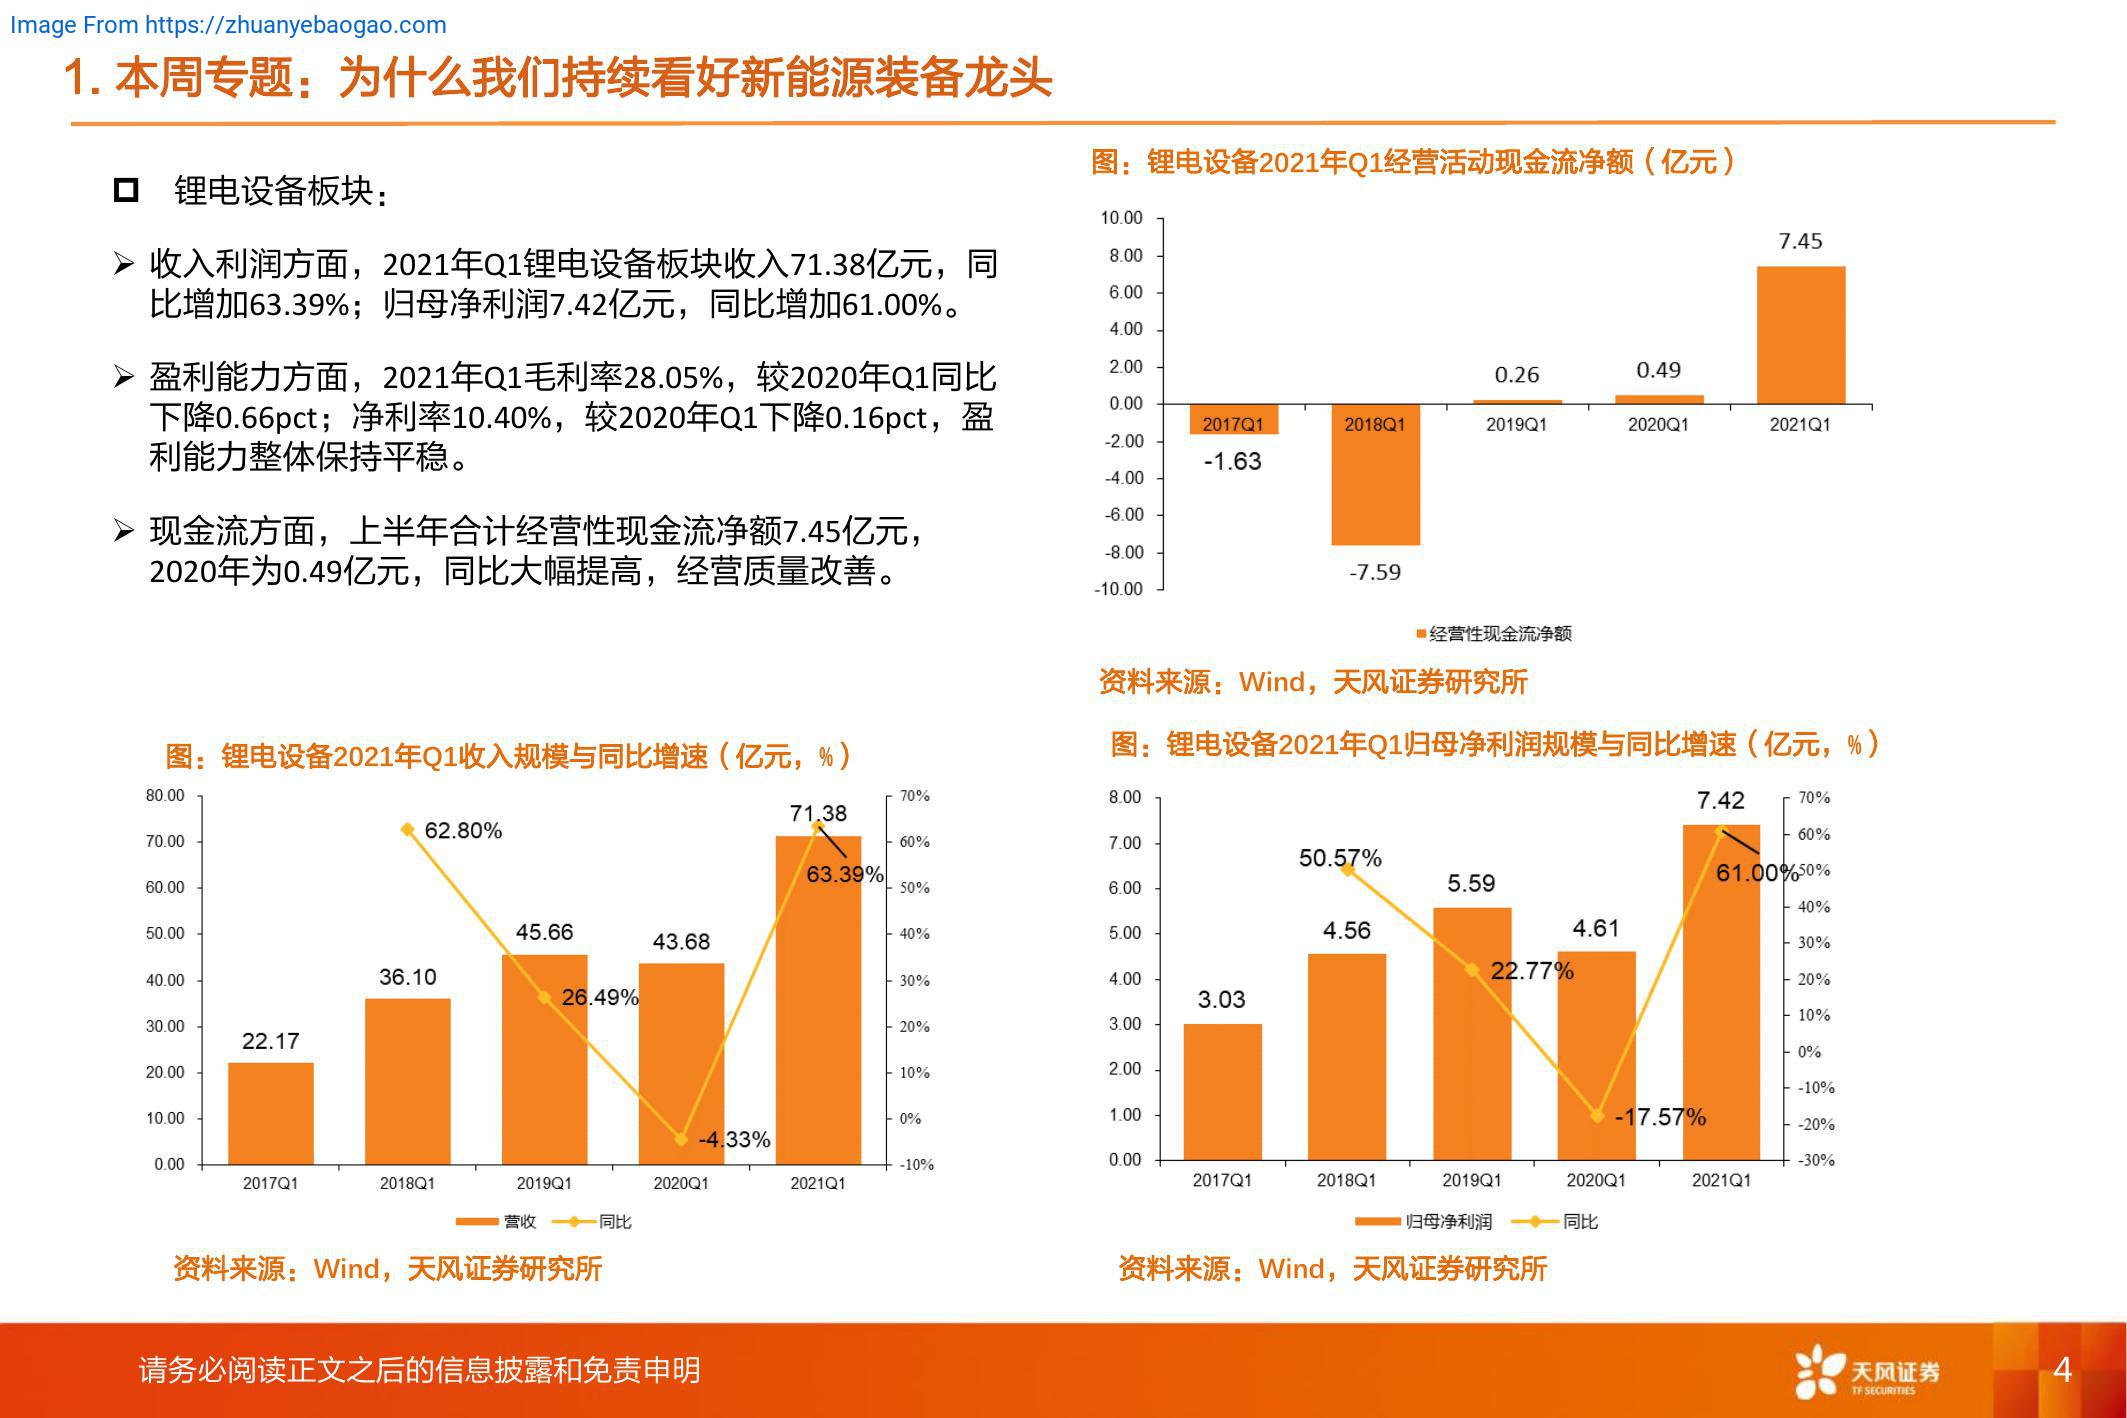 Image From https://zhuanyebaogao.com
1. 本周专题：为什么我们持续看好新能源装备龙头
锂电设备板块：
收入利润方面，2021年Q1锂电设备板块收入71.38亿元，同
比增加63.39%；归母净利润7.42亿元，同比增加61.00%。
盈利能力方面，2021年Q1毛利率28.05%，较2020年Q1同比
下降0.66pct；净利率10.40%，较2020年Q1下降0.16pct，盈
利能力整体保持平稳。
现金流方面，上半年合计经营性现金流净额7.45亿元，
2020年为0.49亿元，同比大幅提高，经营质量改善。
图：锂电设备2021年Q1经营活动现金流净额（亿元）
10.00
8.00
6.00
4.00
2.00
0.00
-2.00
-4.00
-6.00
-8.00
-10.00
-1.63
-7.59
0.26
0.49
7.45
2017Q1
2018Q1
2019Q1
2020Q1
2021Q1
经营性现金流净额
资料来源：Wind，天风证券研究所
图：锂电设备2021年Q1收入规模与同比增速（亿元，%）
80.00
70.00
60.00
50.00
40.00
30.00
20.00
10.00
0.00
70%
60%
50%
40%
30%
20%
10%
0%
-10%
22.17
36.10
45.66
43.68
71.38
62.80%
26.49%
-4.33%
63.39%
2017Q1
2018Q1
2019Q1
2020Q1
2021Q1
营收
同比
资料来源：Wind，天风证券研究所
图：锂电设备2021年Q1归母净利润规模与同比增速（亿元，%）
8.00
7.00
6.00
5.00
4.00
3.00
2.00
1.00
0.00
70%
60%
50%
40%
30%
20%
10%
0%
-10%
-20%
-30%
3.03
4.56
5.59
4.61
7.42
50.57%
22.77%
-17.57%
61.00%
2017Q1
2018Q1
2019Q1
2020Q1
2021Q1
归母净利润
同比
资料来源：Wind，天风证券研究所
请务必阅读正文之后的信息披露和免责申明
天风证券
TF SECURITIES
4